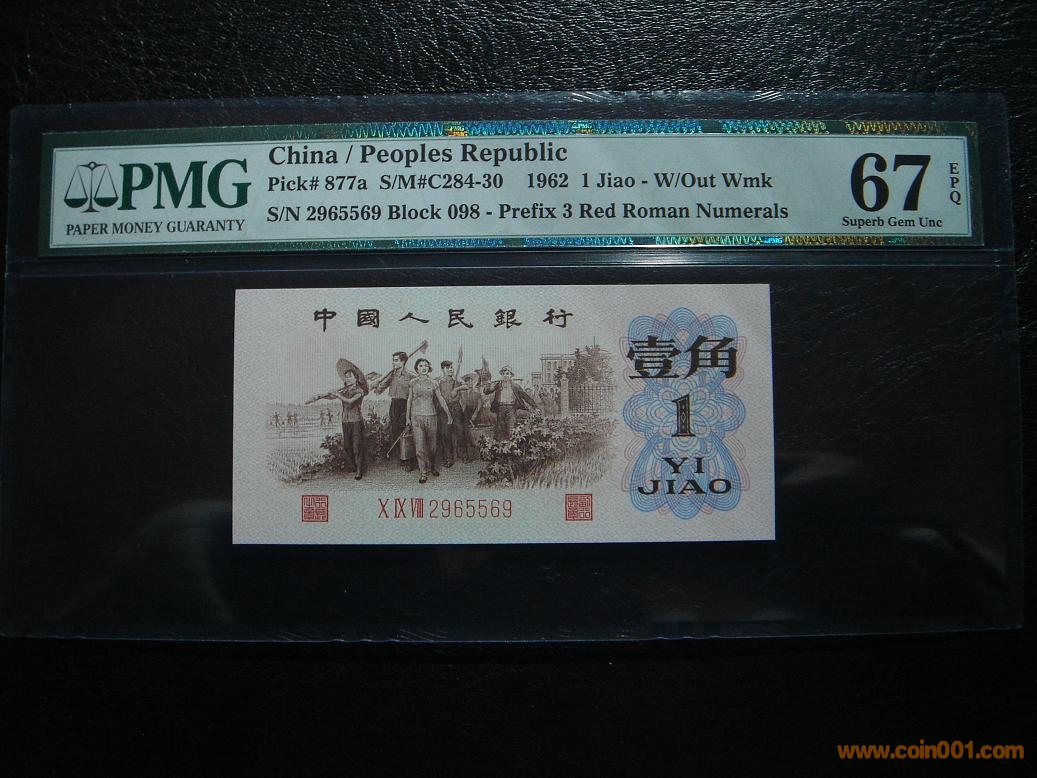 PMG
PAPER MONEY GUARANTY
China / Peoples Republic
Pick# 877a S/M#C284-30 1962 1 Jiao - W/Out Wmk
S/N 2965569 Block 098 - Prefix 3 Red Roman Numerals
67
EPQ
Superb Gem Unc
中國人民銀行
壹角
1
YI
JIAO
X IX VIII 2965569
www.coin001.com